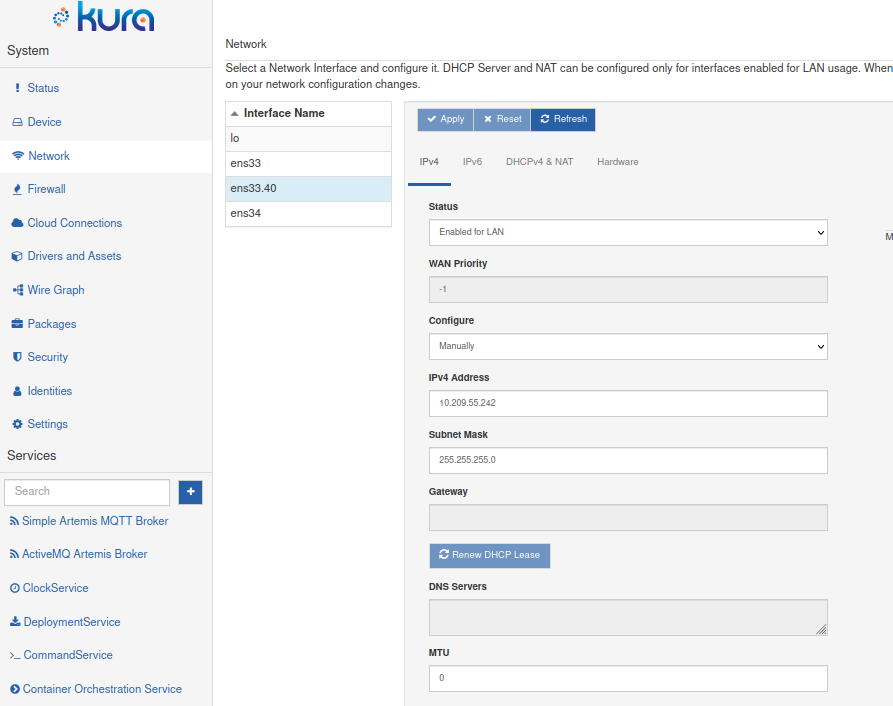 kura
System
Status
Device
Network
Firewall
Cloud Connections
Drivers and Assets
Wire Graph
Packages
Security
Identities
Settings
Services
Search
Simple Artemis MQTT Broker
ActiveMQ Artemis Broker
ClockService
DeploymentService
CommandService
Container Orchestration Service
Network
Select a Network Interface and configure it. DHCP Server and NAT can be configured only for interfaces enabled for LAN usage. When
on your network configuration changes.
Interface Name
lo
ens33
ens33.40
ens34
Apply Reset Refresh
IPv4 IPv6 DHCPv4 & NAT Hardware
Status
Enabled for LAN
WAN Priority
-1
Configure
Manually
IPv4 Address
10.209.55.242
Subnet Mask
255.255.255.0
Gateway
Renew DHCP Lease
DNS Servers
MTU
0
M